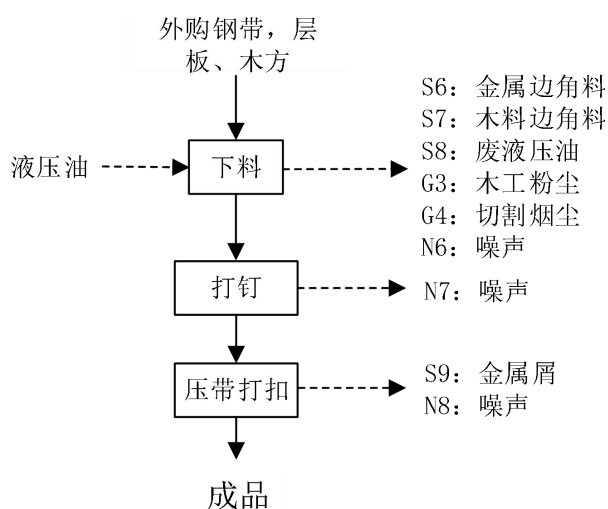 外购钢带，层
板、木方
S6：金属边角料
S7：木料边角料
S8：废液压油
G3：木工粉尘
G4：切割烟尘
N6：噪声
液压油
下料
打钉
N7：噪声
压带打扣
S9：金属屑
N8：噪声
成品